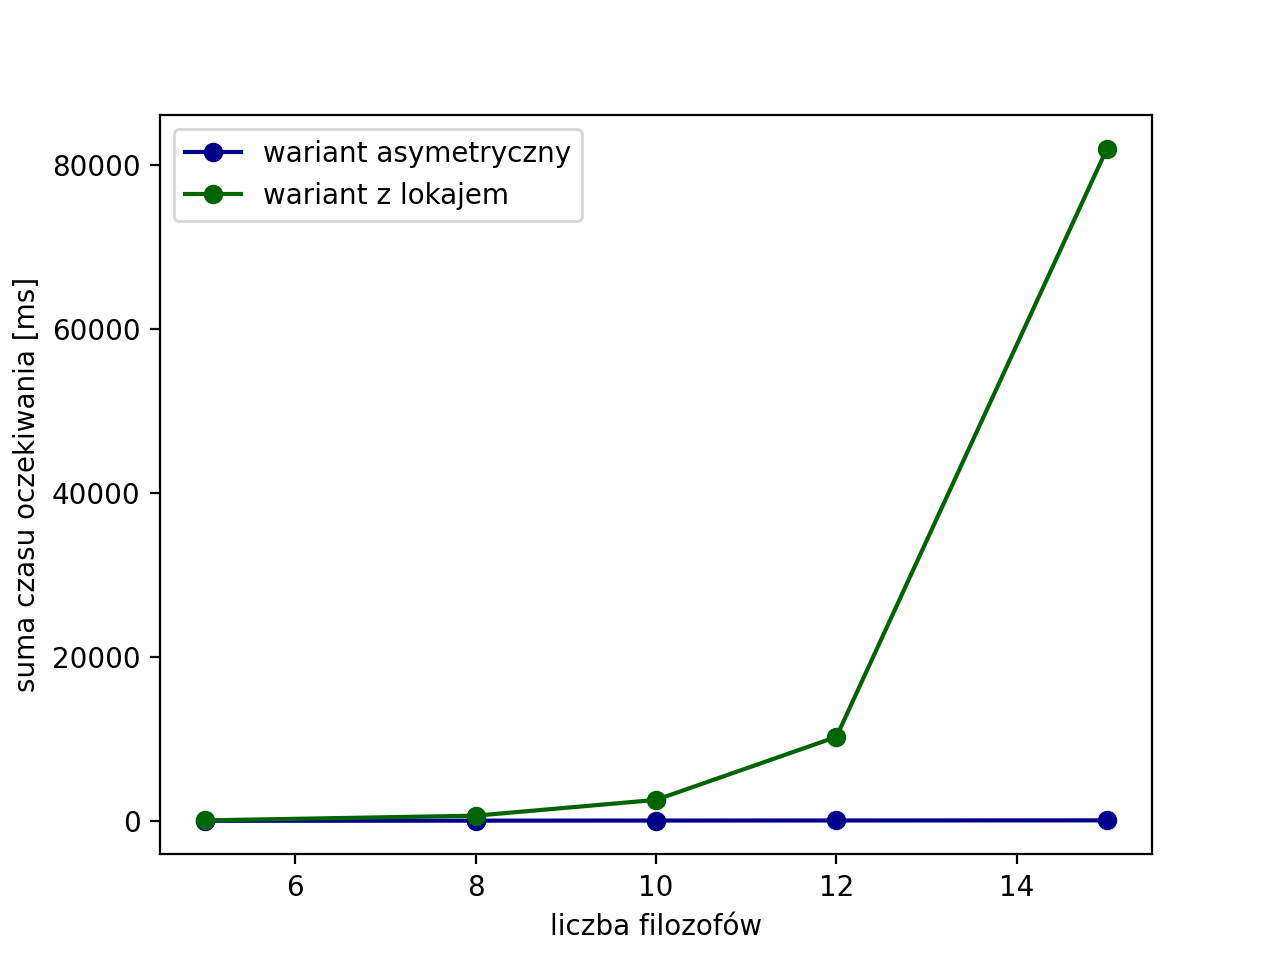 wariant asymetryczny
wariant z lokajem
80000
60000
40000
20000
0
suma czasu oczekiwania [ms]
6 8 10 12 14
liczba filozofów